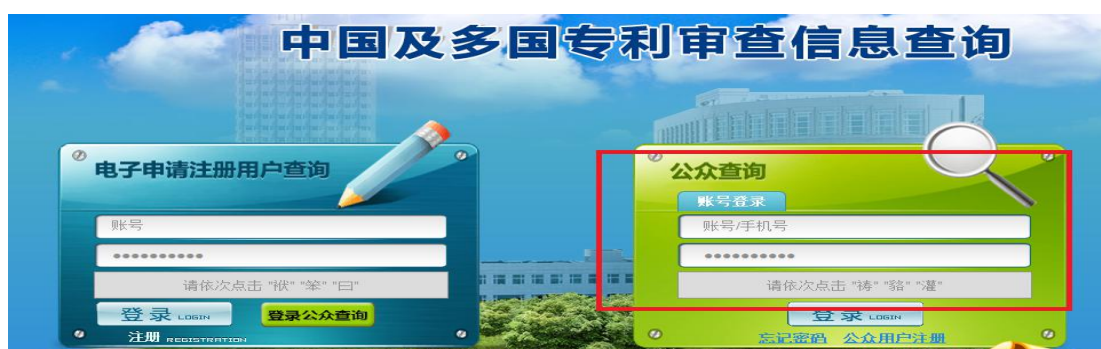 中国及多国专利审查信息查询
电子申请注册用户查询
账号
请依次点击 "袱" "笨" "曰"
登录 LOGIN
登录公众查询
注册 REGISTRATION
公众查询
账号登录
账号/手机号
请依次点击 "祷" "貉" "灌"
登录 LOGIN
忘记密码 公众用户注册